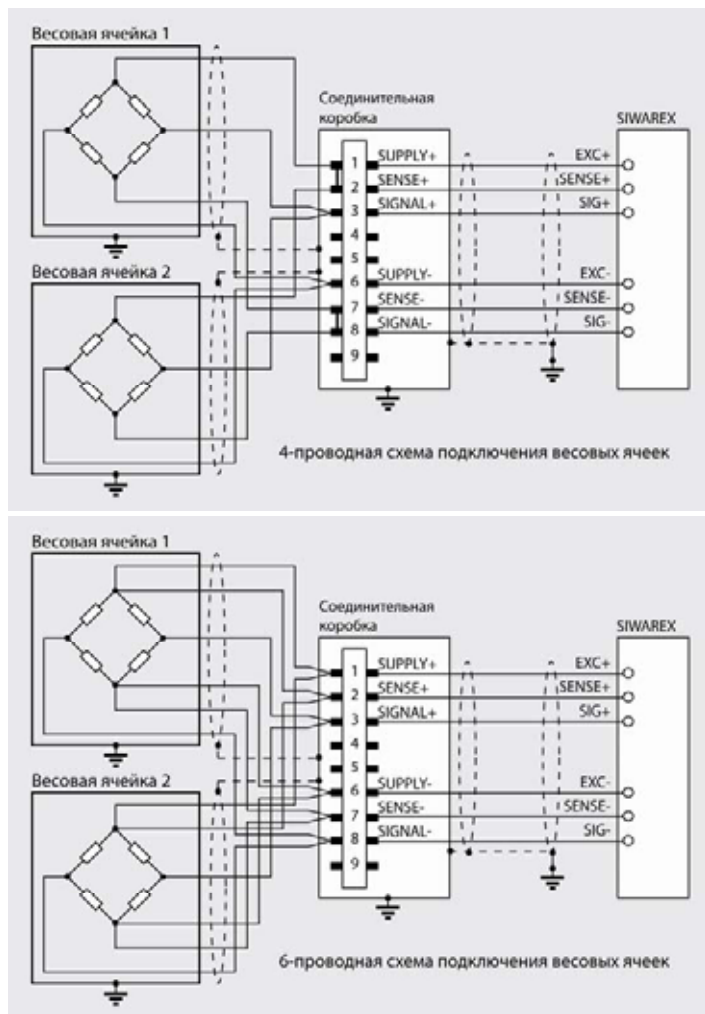 Весовая ячейка 1
Соединительная
коробка
SIWAREX
1 SUPPLY+ EXC+
2 SENSE+ SENSE+
3 SIGNAL+ SIG+
4
5
Весовая ячейка 2
6 SUPPLY- EXC-
7 SENSE- SENSE-
8 SIGNAL- SIG-
9
4-проводная схема подключения весовых ячеек
Весовая ячейка 1
Соединительная
коробка
SIWAREX
1 SUPPLY+ EXC+
2 SENSE+ SENSE+
3 SIGNAL+ SIG+
4
5
Весовая ячейка 2
6 SUPPLY- EXC-
7 SENSE- SENSE-
8 SIGNAL- SIG-
9
6-проводная схема подключения весовых ячеек